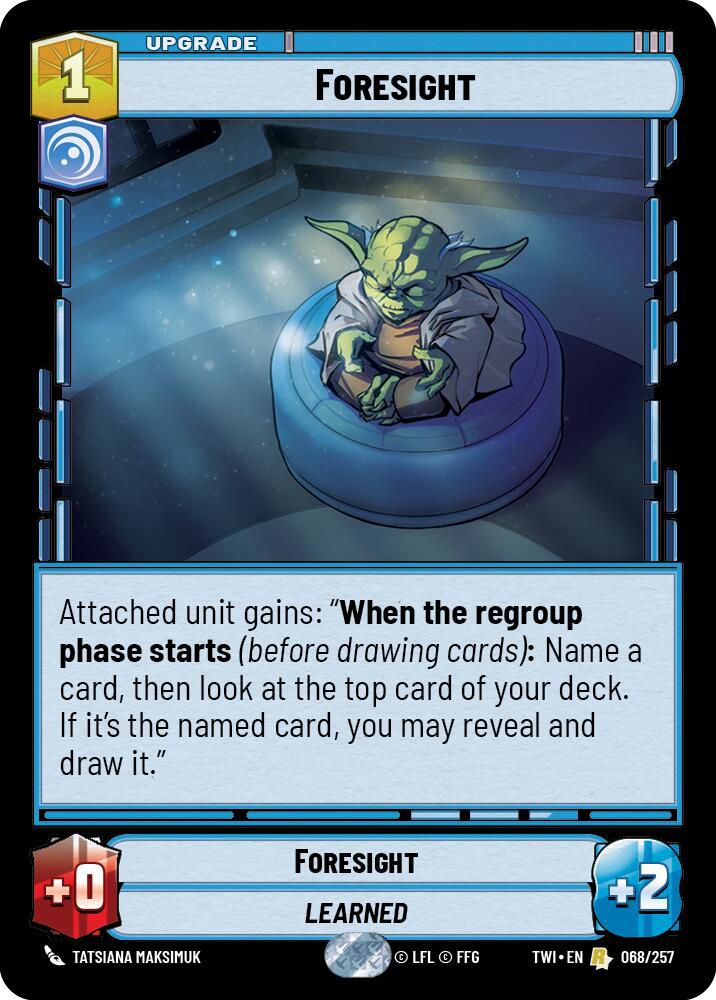 UPGRADE
1
FORESIGHT
Attached unit gains: “When the regroup
phase starts (before drawing cards): Name a
card, then look at the top card of your deck.
If it’s the named card, you may reveal and
draw it.”
+0
FORESIGHT
LEARNED
+2
TATSIANA MAKSIMUK
© LFL © FFG
TWI • EN
R
068/257